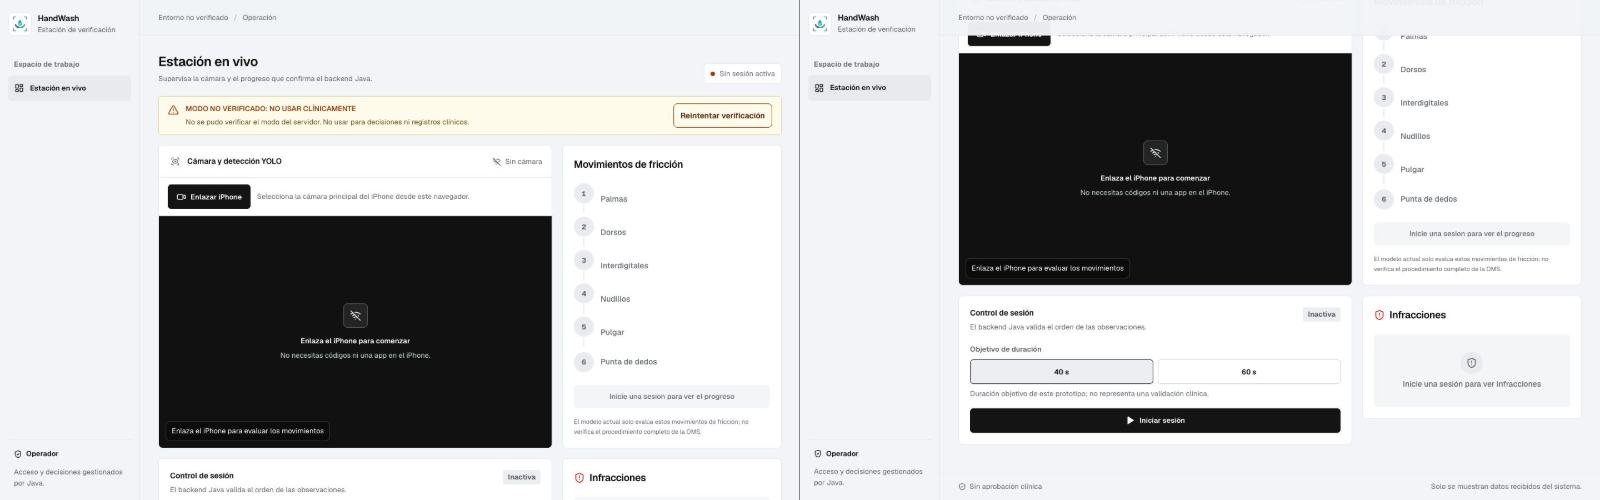 HandWash
Estación de verificación
Espacio de trabajo
Estación en vivo
Operador
Acceso y decisiones gestionados
por Java.
Entorno no verificado / Operación
Estación en vivo
Supervisa la cámara y el progreso que confirma el backend Java.
Sin sesión activa
MODO NO VERIFICADO: NO USAR CLÍNICAMENTE
No se pudo verificar el modo del servidor. No usar para decisiones ni registros clínicos.
Reintentar verificación
Cámara y detección YOLO
Sin cámara
Enlazar iPhone
Selecciona la cámara principal del iPhone desde este navegador.
Enlaza el iPhone para comenzar
No necesitas códigos ni una app en el iPhone.
Enlaza el iPhone para evaluar los movimientos
Movimientos de fricción
1 Palmas
2 Dorsos
3 Interdigitales
4 Nudillos
5 Pulgar
6 Punta de dedos
Inicie una sesion para ver el progreso
El modelo actual solo evalúa estos movimientos de fricción; no
verifica el procedimiento completo de la OMS.
Control de sesión
Inactiva
El backend Java valida el orden de las observaciones.
Infracciones
HandWash
Estación de verificación
Espacio de trabajo
Estación en vivo
Operador
Acceso y decisiones gestionados
por Java.
Entorno no verificado / Operación
Enlaza el iPhone para comenzar
No necesitas códigos ni una app en el iPhone.
Enlaza el iPhone para evaluar los movimientos
Palmas
2 Dorsos
3 Interdigitales
4 Nudillos
5 Pulgar
6 Punta de dedos
Inicie una sesion para ver el progreso
El modelo actual solo evalúa estos movimientos de fricción; no
verifica el procedimiento completo de la OMS.
Control de sesión
Inactiva
El backend Java valida el orden de las observaciones.
Objetivo de duración
40 s
60 s
Duración objetivo de este prototipo; no representa una validación clínica.
Iniciar sesión
Infracciones
Inicie una sesión para ver infracciones
Sin aprobación clínica
Solo se muestran datos recibidos del sistema.